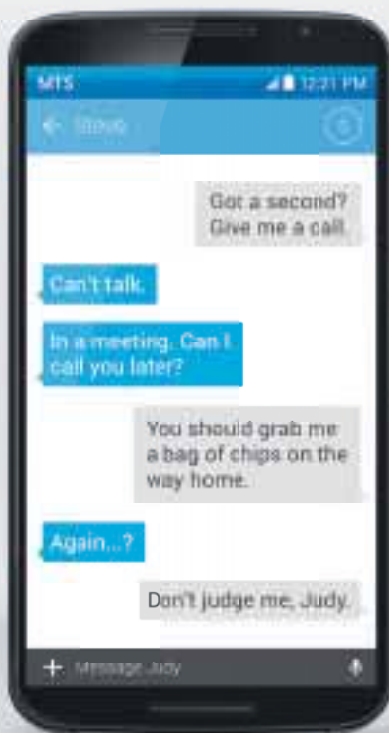 MTS 12:21 PM
Steve
Got a second?
Give me a call.
Can't talk.
In a meeting. Can I
call you later?
You should grab me
a bag of chips on the
way home.
Again...?
Don't judge me, Judy.
Message Judy